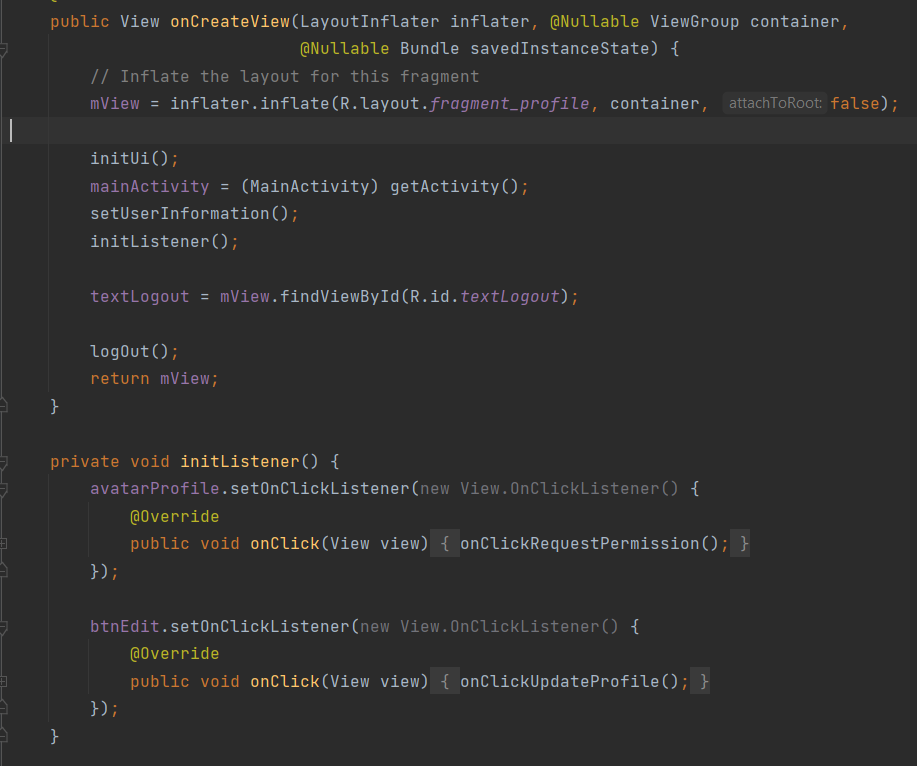 public View onCreateView(LayoutInflater inflater, @Nullable ViewGroup container,
@Nullable Bundle savedInstanceState) {
// Inflate the layout for this fragment
mView = inflater.inflate(R.layout.fragment_profile, container, attachToRoot: false);
initUi();
mainActivity = (MainActivity) getActivity();
setUserInformation();
initListener();
textLogout = mView.findViewById(R.id.textLogout);
logOut();
return mView;
}
private void initListener() {
avatarProfile.setOnClickListener(new View.OnClickListener() {
@Override
public void onClick(View view) { onClickRequestPermission(); }
});
btnEdit.setOnClickListener(new View.OnClickListener() {
@Override
public void onClick(View view) { onClickUpdateProfile(); }
});
}